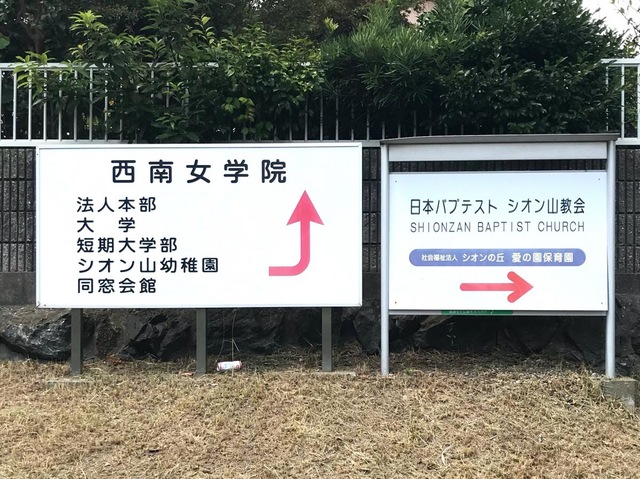 西南女学院
法人本部
大学
短期大学部
シオン山幼稚園
同窓会館
日本バプテスト シオン山教会
SHIONZAN BAPTIST CHURCH
社会福祉法人 シオンの丘 愛の園保育園